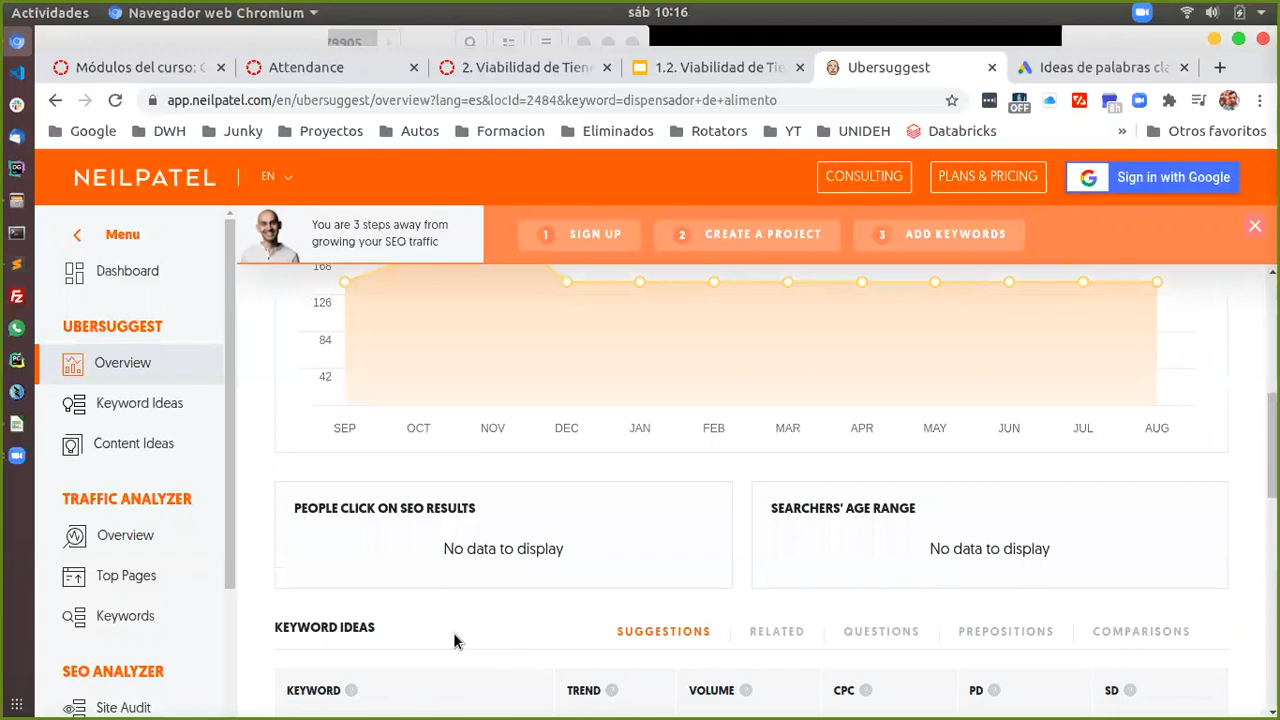 Actividades
Navegador web Chromium
sáb 10:16
79905
Módulos del curso: C
Attendance
2. Viabilidad de Tien
1.2. Viabilidad de Tie
Ubersuggest
Ideas de palabras cla
app.neilpatel.com/en/ubersuggest/overview?lang=es&locId=2484&keyword=dispensador+de+alimento
OFF
8h
Google
DWH
Junky
Proyectos
Autos
Formacion
Eliminados
Rotators
YT
UNIDEH
Databricks
»
Otros favoritos
NEILPATEL
EN
CONSULTING
PLANS & PRICING
Sign in with Google
You are 3 steps away from
growing your SEO traffic
1 SIGN UP
2 CREATE A PROJECT
3 ADD KEYWORDS
Menu
Dashboard
UBERSUGGEST
Overview
Keyword Ideas
Content Ideas
TRAFFIC ANALYZER
Overview
Top Pages
Keywords
SEO ANALYZER
Site Audit
168
126
84
42
SEP OCT NOV DEC JAN FEB MAR APR MAY JUN JUL AUG
PEOPLE CLICK ON SEO RESULTS
No data to display
SEARCHERS' AGE RANGE
No data to display
KEYWORD IDEAS
SUGGESTIONS RELATED QUESTIONS PREPOSITIONS COMPARISONS
KEYWORD ? TREND ? VOLUME ? CPC ? PD ? SD ?